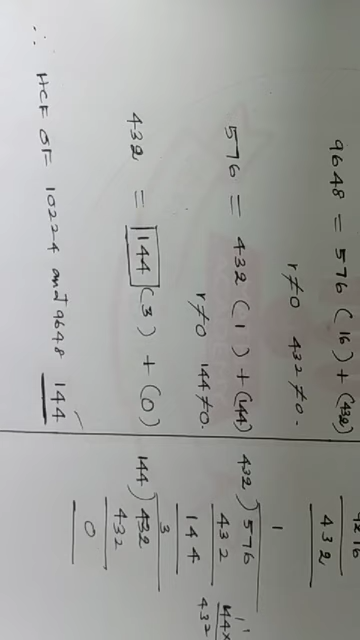 9648 = 576 ( 16 ) + (432)
r≠0 432≠0.
576 = 432 ( 1 ) + (144)
r≠0 144≠0.
432 = 144 (3) + (0)
∴ HCF OF 10224 and 9648 144
432
432 ) 576
1
432
144
144 ) 432
3
432
0